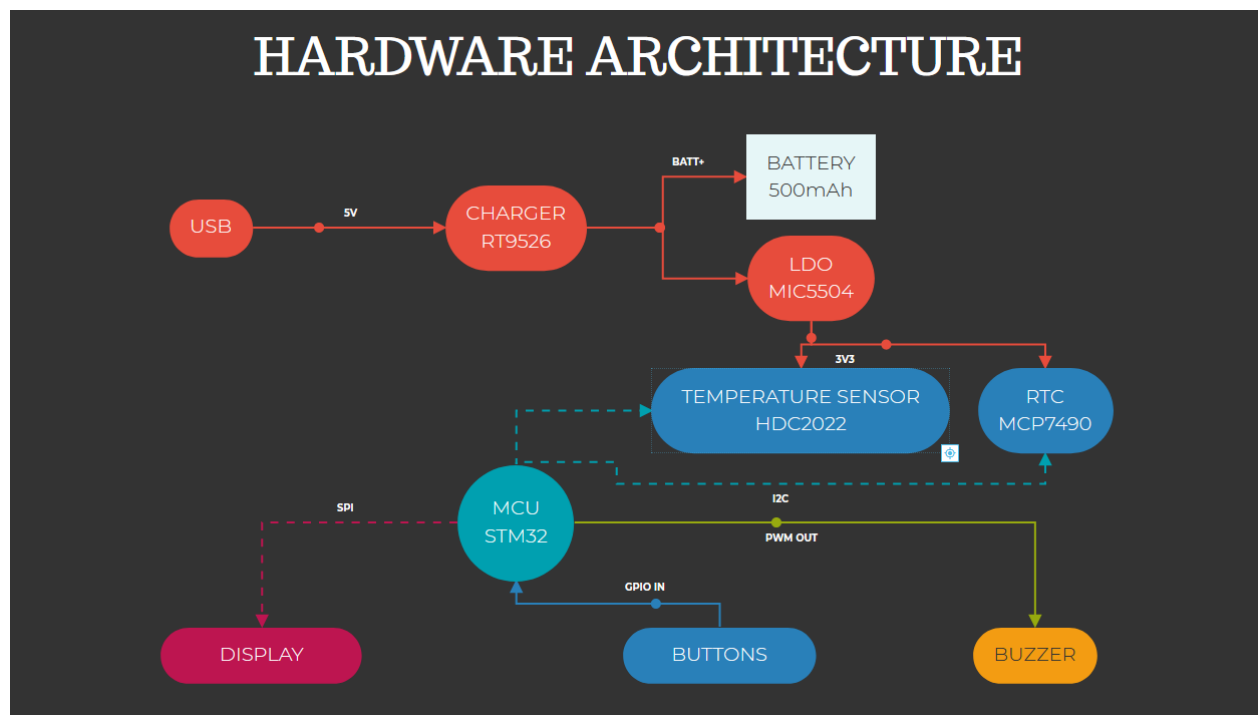 HARDWARE ARCHITECTURE
BATT+
BATTERY
500mAh
USB
5V
CHARGER
RT9526
LDO
MIC5504
3V3
TEMPERATURE SENSOR
HDC2022
RTC
MCP7490
I2C
SPI
MCU
STM32
PWM OUT
GPIO IN
DISPLAY
BUTTONS
BUZZER